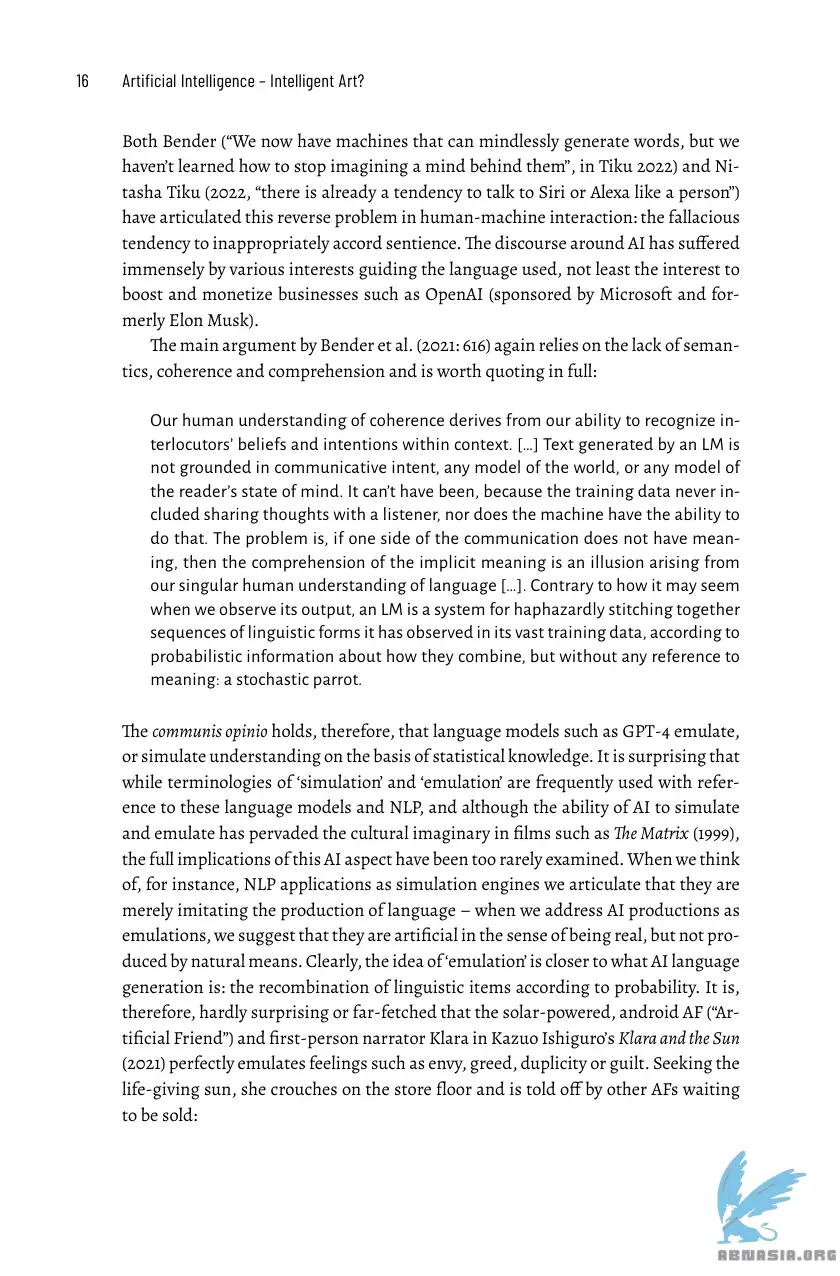 16 Artificial Intelligence – Intelligent Art?
Both Bender (“We now have machines that can mindlessly generate words, but we
haven’t learned how to stop imagining a mind behind them”, in Tiku 2022) and Ni-
tasha Tiku (2022, “there is already a tendency to talk to Siri or Alexa like a person”)
have articulated this reverse problem in human-machine interaction: the fallacious
tendency to inappropriately accord sentience. The discourse around AI has suffered
immensely by various interests guiding the language used, not least the interest to
boost and monetize businesses such as OpenAI (sponsored by Microsoft and for-
merly Elon Musk).
The main argument by Bender et al. (2021: 616) again relies on the lack of seman-
tics, coherence and comprehension and is worth quoting in full:
Our human understanding of coherence derives from our ability to recognize in-
terlocutors’ beliefs and intentions within context. […] Text generated by an LM is
not grounded in communicative intent, any model of the world, or any model of
the reader’s state of mind. It can’t have been, because the training data never in-
cluded sharing thoughts with a listener, nor does the machine have the ability to
do that. The problem is, if one side of the communication does not have mean-
ing, then the comprehension of the implicit meaning is an illusion arising from
our singular human understanding of language […]. Contrary to how it may seem
when we observe its output, an LM is a system for haphazardly stitching together
sequences of linguistic forms it has observed in its vast training data, according to
probabilistic information about how they combine, but without any reference to
meaning: a stochastic parrot.
The communis opinio holds, therefore, that language models such as GPT-4 emulate,
or simulate understanding on the basis of statistical knowledge. It is surprising that
while terminologies of ‘simulation’ and ‘emulation’ are frequently used with refer-
ence to these language models and NLP, and although the ability of AI to simulate
and emulate has pervaded the cultural imaginary in films such as The Matrix (1999),
the full implications of this AI aspect have been too rarely examined. When we think
of, for instance, NLP applications as simulation engines we articulate that they are
merely imitating the production of language – when we address AI productions as
emulations, we suggest that they are artificial in the sense of being real, but not pro-
duced by natural means. Clearly, the idea of ‘emulation’ is closer to what AI language
generation is: the recombination of linguistic items according to probability. It is,
therefore, hardly surprising or far-fetched that the solar-powered, android AF (“Ar-
tificial Friend”) and first-person narrator Klara in Kazuo Ishiguro’s Klara and the Sun
(2021) perfectly emulates feelings such as envy, greed, duplicity or guilt. Seeking the
life-giving sun, she crouches on the store floor and is told off by other AFs waiting
to be sold:
ABNASIA.ORG